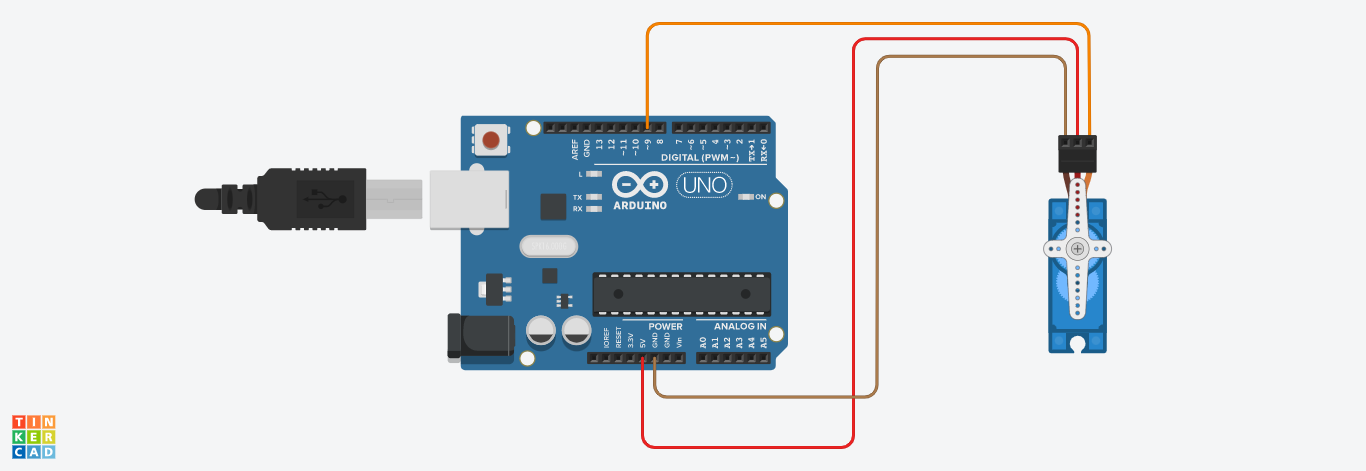 AREF
GND
13
12
~11
~10
~9
8
7
~6
~5
4
~3
2
TX→1
RX←0
DIGITAL (PWM~)
L
TX
RX
ARDUINO
UNO
ON
POWER
ANALOG IN
IOREF
RESET
3.3V
5V
GND
GND
Vin
A0
A1
A2
A3
A4
A5
TIN
KER
CAD